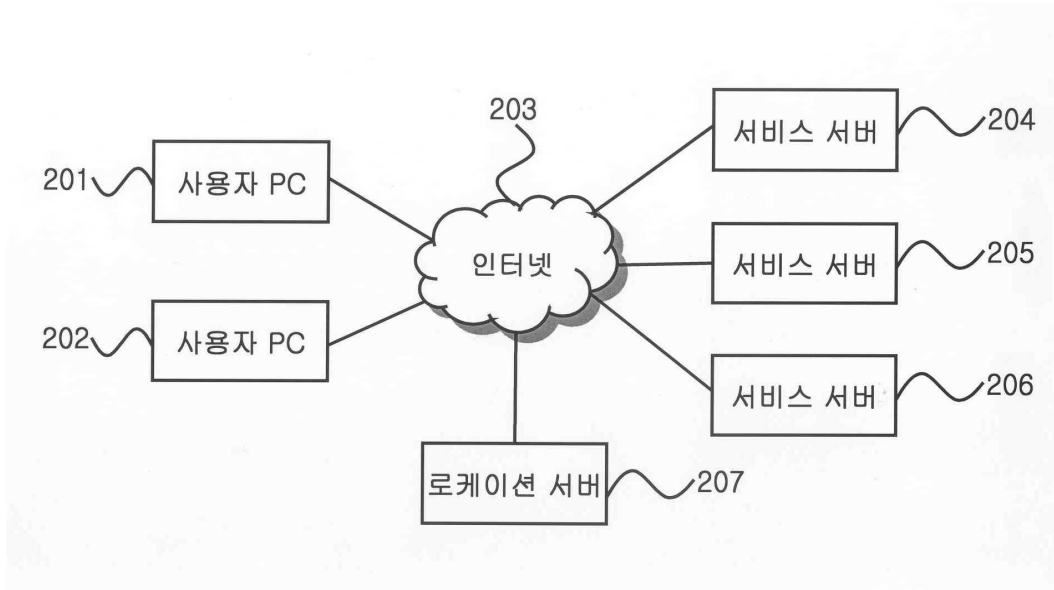 203
서비스 서버 204
201 사용자 PC
인터넷
서비스 서버 205
202 사용자 PC
서비스 서버 206
로케이션 서버 207